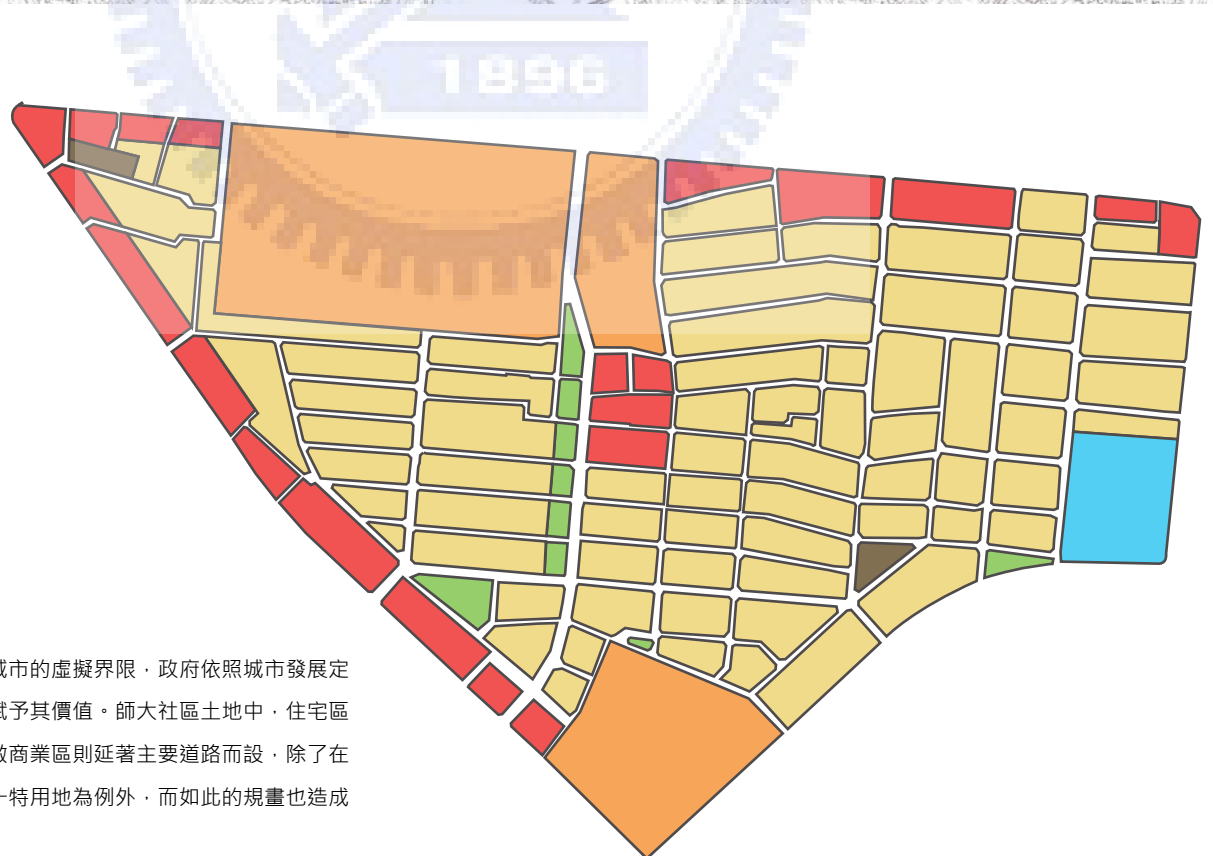 1896
城市的虛擬界限，政府依照城市發展定
賦予其價值。師大社區土地中，住宅區
做商業區則延著主要道路而設，除了在
一特用地為例外，而如此的規畫也造成